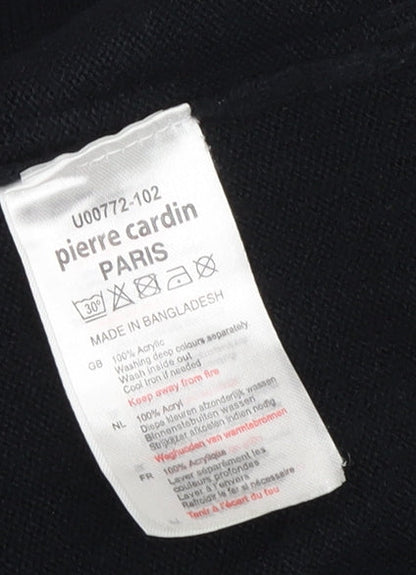 U00772-102
pierre cardin
PARIS
30°
MADE IN BANGLADESH
GB 100% Acrylic
Washing deep colours separately
Wash inside out
Cool Iron if needed
Keep away from fire
NL 100% Acryl
Diepe kleuren afzonderlijk wassen
Binnenstebuiten wassen
Strijkijzer afkoelen indien nodig
Weghouden van warmtebronnen
FR 100% Acrylique
Laver séparément les
couleurs profondes
Laver à l'envers
Refroidir le fer si nécessaire
Tenir à l'écart du feu